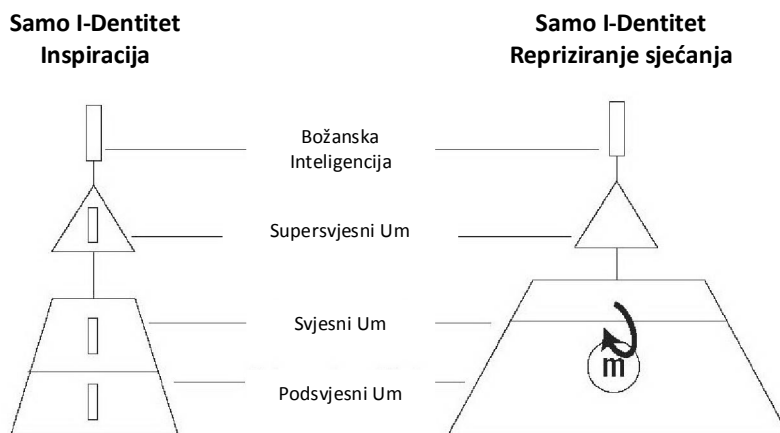 Samo I-Dentitet
Inspiracija
Samo I-Dentitet
Repriziranje sjećanja
Božanska
Inteligencija
Supersvjesni Um
Svjesni Um
Podsvjesni Um
m